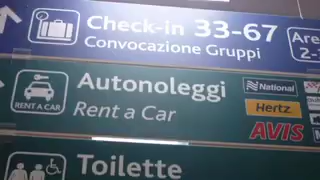 Check-in 33-67
Convocazione Gruppi
Are
2-
Autonoleggi
Rent a Car
RENT A CAR
National
Hertz
AVIS
Toilette